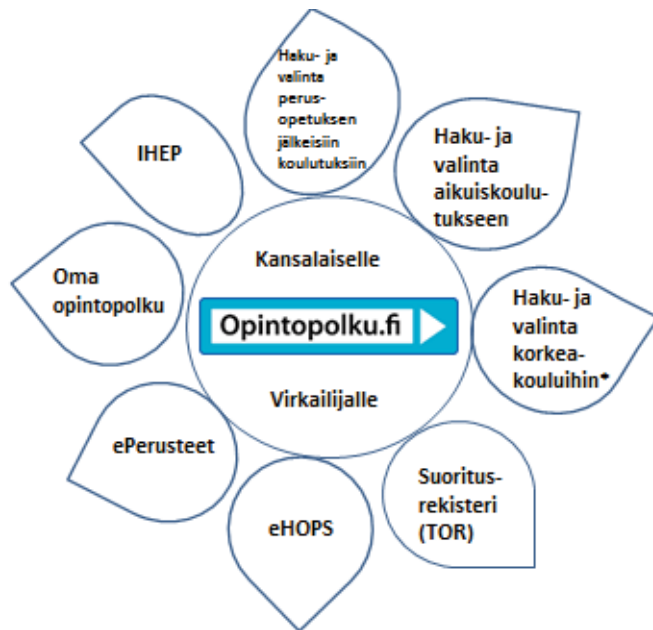 Haku- ja
valinta
perus-
opetuksen
jälkeisiin
koulutuksiin
IHEP
Haku- ja
valinta
aikuiskoulu-
tukseen
Kansalaiselle
Oma
opintopolku
Opintopolku.fi
Haku- ja
valinta
korkea-
kouluihin*
Virkailijalle
ePerusteet
Suoritus-
rekisteri
(TOR)
eHOPS